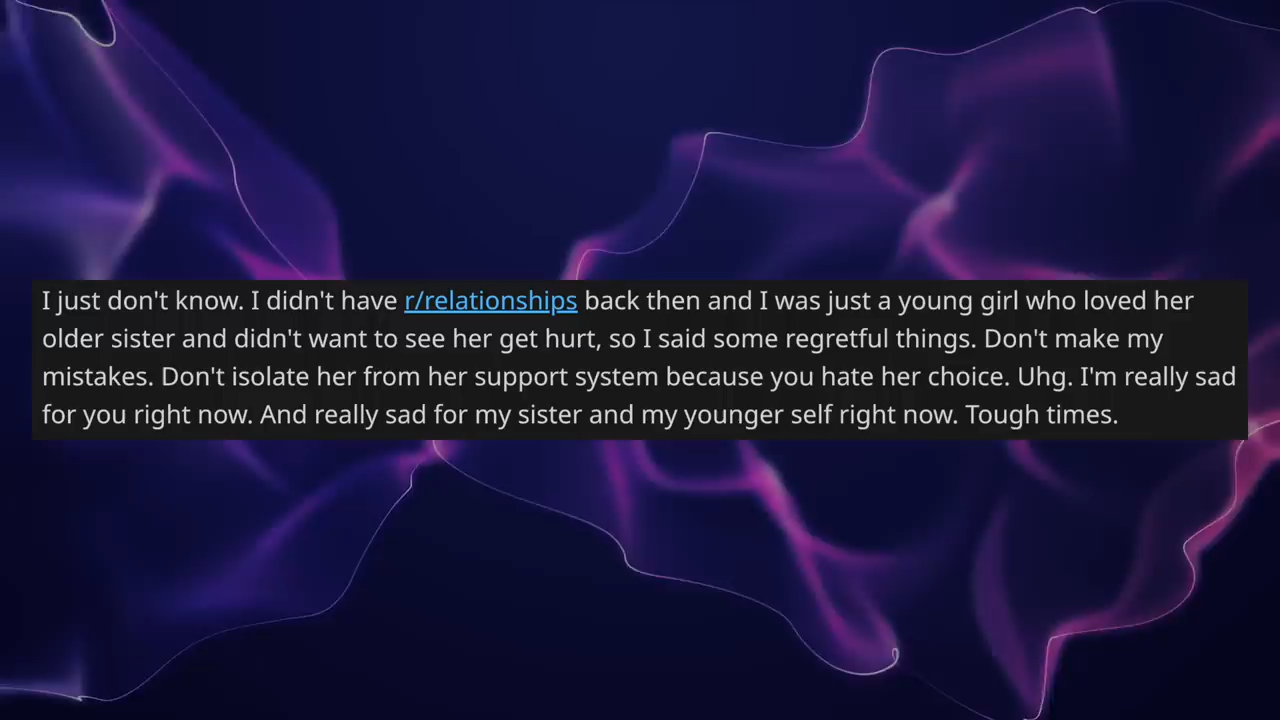 I just don't know. I didn't have r/relationships back then and I was just a young girl who loved her
older sister and didn't want to see her get hurt, so I said some regretful things. Don't make my
mistakes. Don't isolate her from her support system because you hate her choice. Uhg. I'm really sad
for you right now. And really sad for my sister and my younger self right now. Tough times.